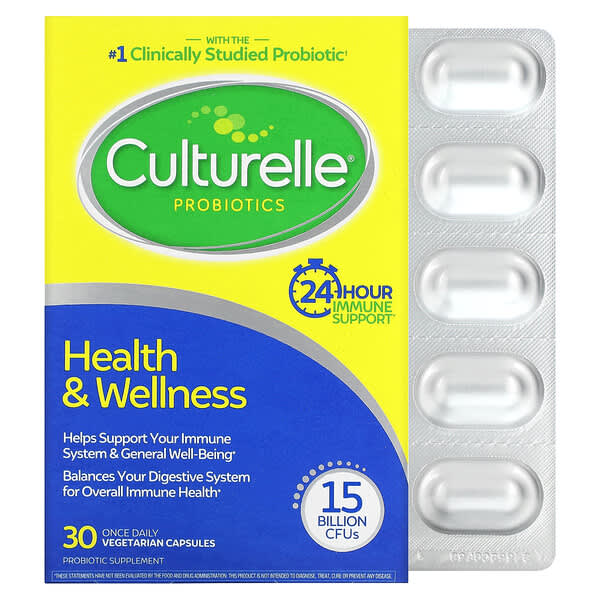 WITH THE
#1 Clinically Studied Probiotic†
Culturelle®
PROBIOTICS
24-HOUR
IMMUNE
SUPPORT*
Health
& Wellness
Helps Support Your Immune
System & General Well-Being*
Balances Your Digestive System
for Overall Immune Health*
15
BILLION
CFUs
30 ONCE DAILY
VEGETARIAN CAPSULES
PROBIOTIC SUPPLEMENT
*THESE STATEMENTS HAVE NOT BEEN EVALUATED BY THE FOOD AND DRUG ADMINISTRATION. THIS PRODUCT IS NOT INTENDED TO DIAGNOSE, TREAT, CURE OR PREVENT ANY DISEASE.